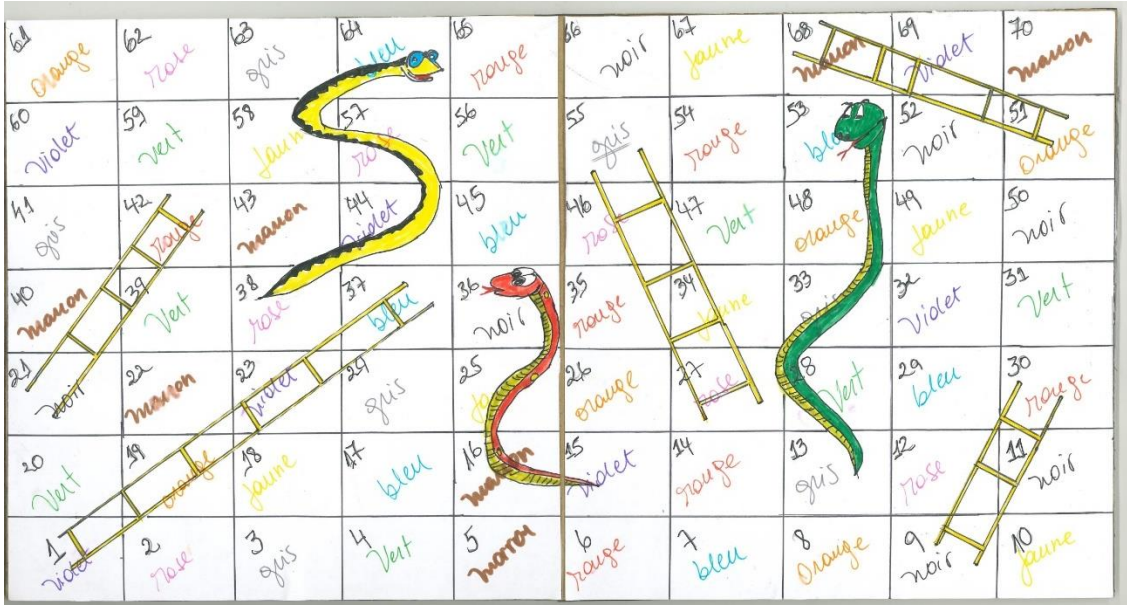 61 62 63 64 65 66 67 68 69 70
orange rose gris bleu rouge noir Jaune marron Violet marron
60 59 58 57 56 55 54 53 52 51
Violet Vert Jaune rose Vert gris rouge bleu noir orange
41 42 43 44 45 46 47 48 49 50
gris rouge marron Violet bleu rose Vert orange Jaune noir
40 39 38 37 36 35 34 33 32 31
marron Vert rose bleu noir rouge Jaune gris Violet Vert
21 22 23 24 25 26 27 28 29 30
noir marron Violet gris Ja orange rose Vert bleu rouge
20 19 18 17 16 15 14 13 12 11
Vert orange Jaune bleu marron Violet rouge gris rose noir
1 2 3 4 5 6 7 8 9 10
Violet rose gris Vert marron rouge bleu orange noir Jaune